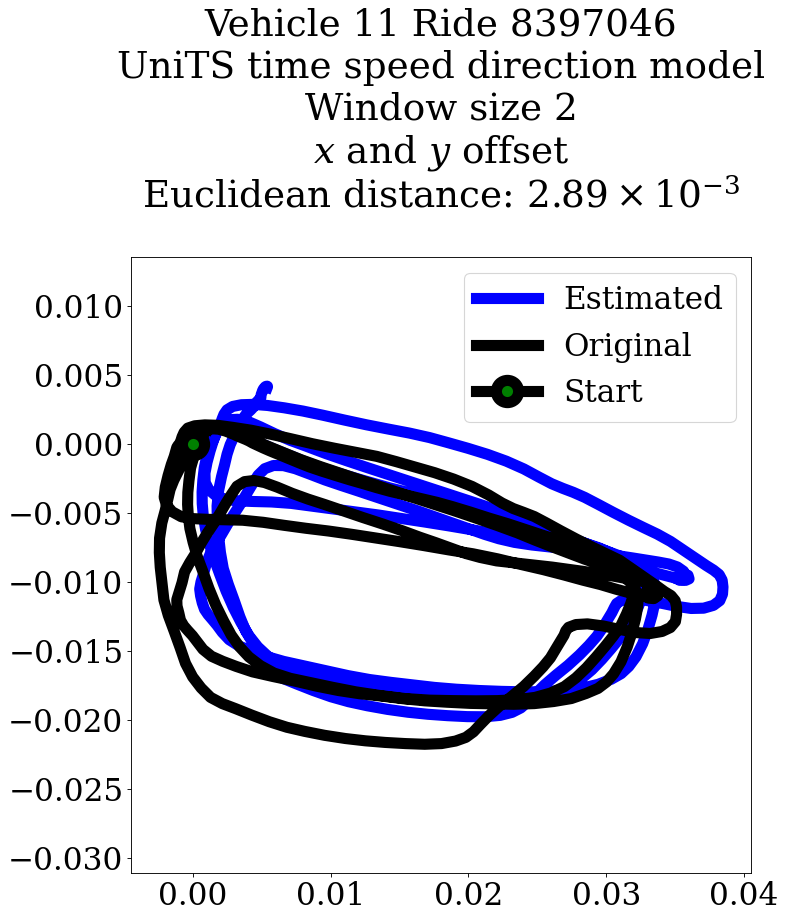 Vehicle 11 Ride 8397046
UniTS time speed direction model
Window size 2
x and y offset
Euclidean distance: 2.89 × 10⁻³
Estimated
Original
Start
0.010
0.005
0.000
−0.005
−0.010
−0.015
−0.020
−0.025
−0.030
0.00 0.01 0.02 0.03 0.04